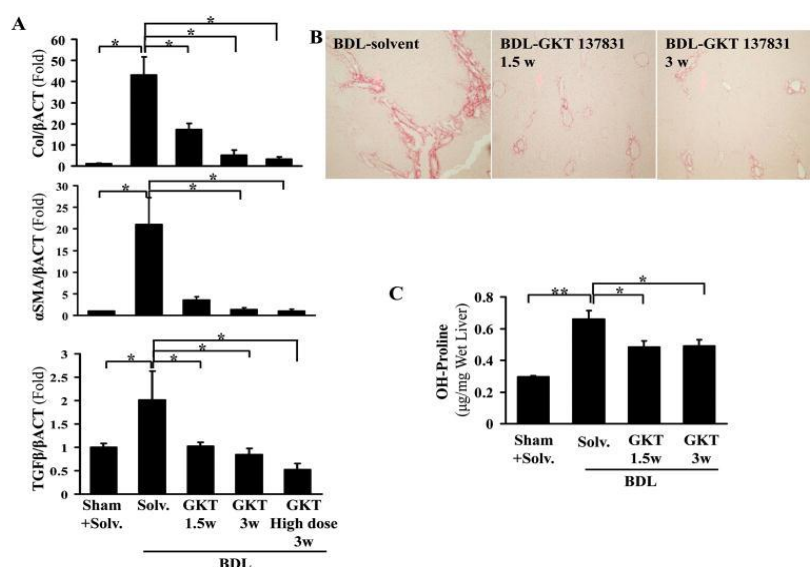 A
* * * *
60
50
40
30
20
10
0
Col/βACT (Fold)
* * *
30
25
20
15
10
5
0
αSMA/βACT (Fold)
* * * *
3
2.5
2
1.5
1
0.5
0
TGFβ/βACT (Fold)
Sham Solv. GKT GKT GKT
+Solv. 1.5w 3w High dose
3w
BDL
B
BDL-solvent
BDL-GKT 137831
1.5 w
BDL-GKT 137831
3 w
C
** * *
0.8
0.6
0.4
0.2
0
OH-Proline
(µg/mg Wet Liver)
Sham Solv. GKT GKT
+Solv. 1.5w 3w
BDL